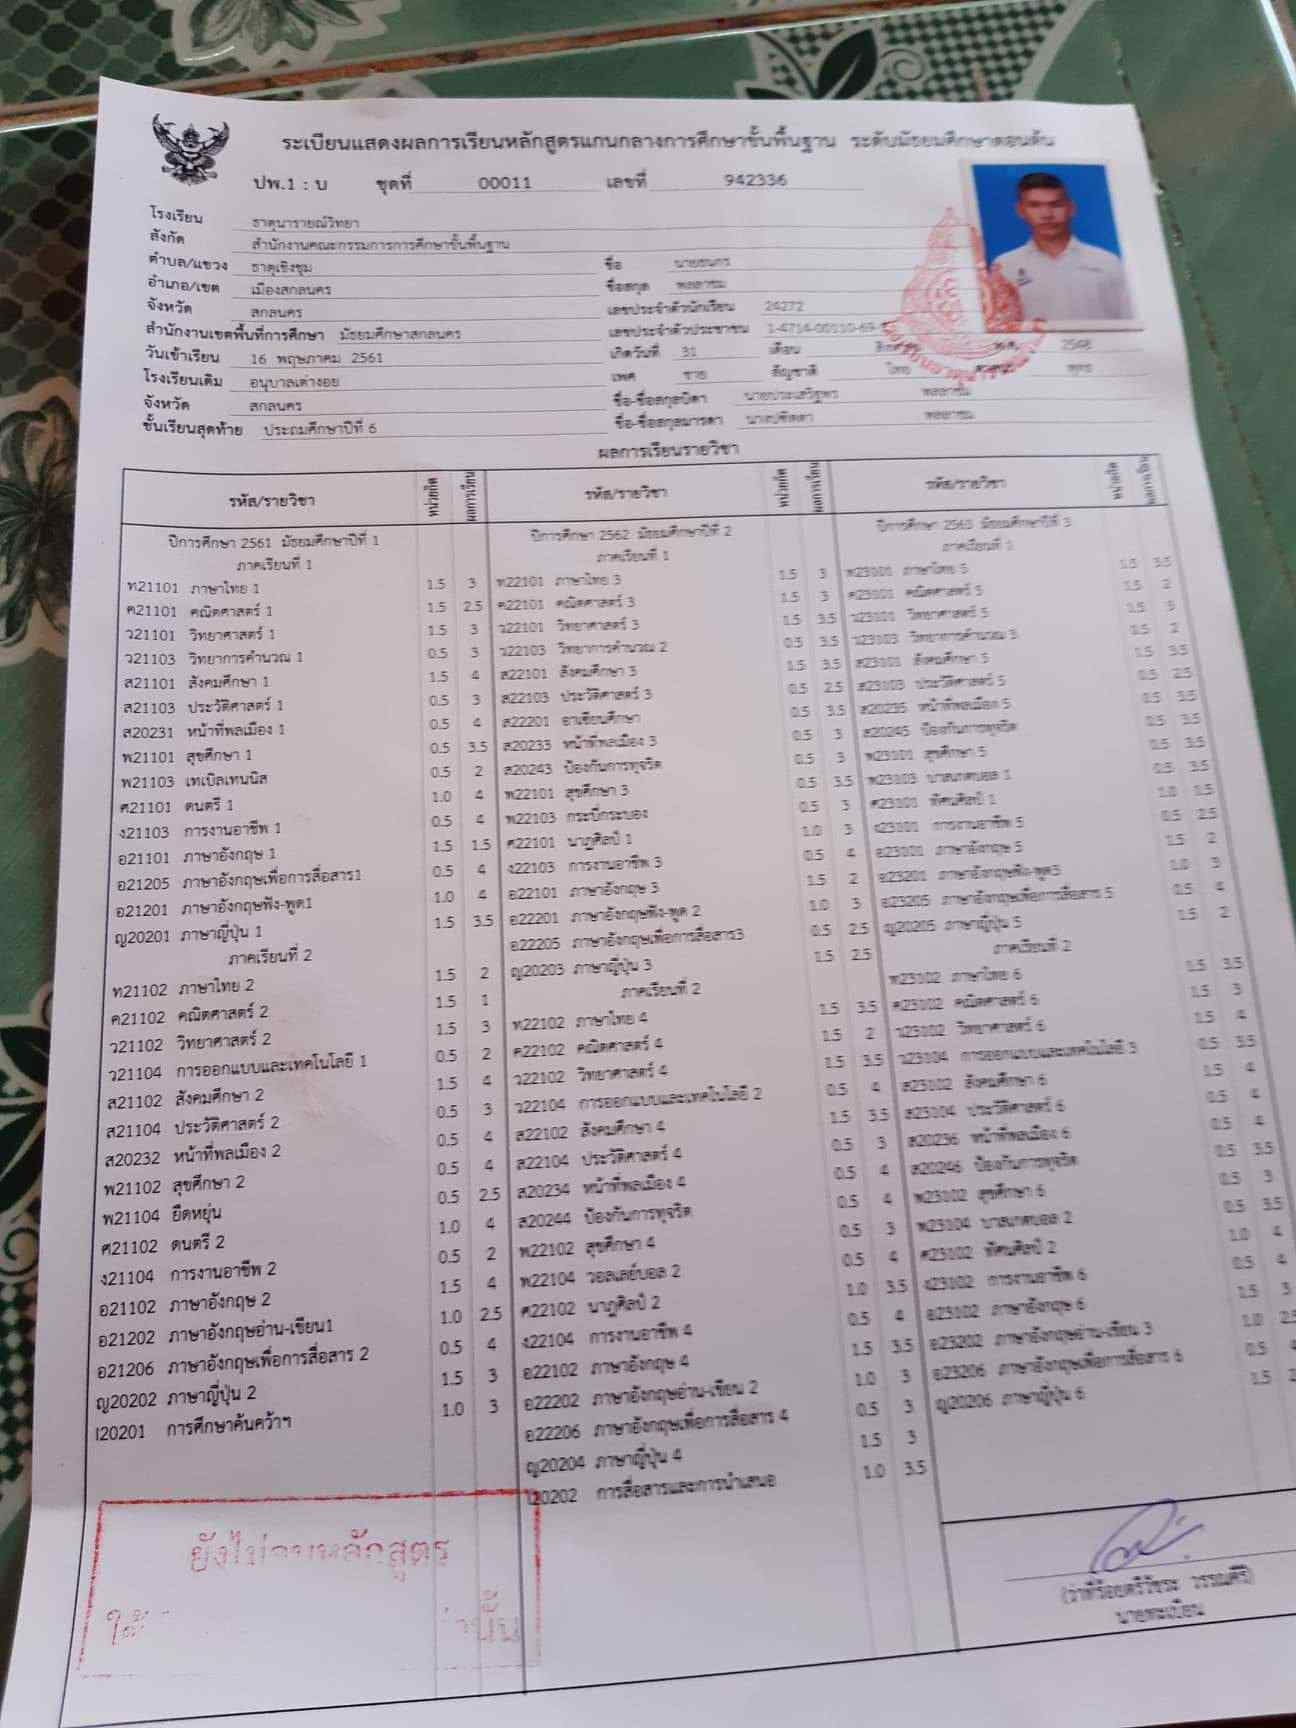 ระเบียนแสดงผลการเรียนหลักสูตรแกนกลางการศึกษาขั้นพื้นฐาน ระดับมัธยมศึกษาตอนต้น
ปพ.1 : บ ชุดที่ 00011 เลขที่ 942336
โรงเรียน ธาตุนารายณ์วิทยา
สังกัด สำนักงานคณะกรรมการการศึกษาขั้นพื้นฐาน
ตำบล/แขวง ธาตุเชิงชุม
อำเภอ/เขต เมืองสกลนคร
จังหวัด สกลนคร
สำนักงานเขตพื้นที่การศึกษา มัธยมศึกษาสกลนคร
วันเข้าเรียน 16 พฤษภาคม 2561
โรงเรียนเดิม อนุบาลเต่างอย
จังหวัด สกลนคร
ชั้นเรียนสุดท้าย ประถมศึกษาปีที่ 6
ชื่อ นายธนกร
ชื่อสกุล พลลาชม
เลขประจำตัวนักเรียน 24272
เลขประจำตัวประชาชน 1-4714-00110-69-
เกิดวันที่ 31 เดือน พ.ศ.
เพศ ชาย สัญชาติ ไทย
ชื่อ-ชื่อสกุลบิดา พลลาชม
ชื่อ-ชื่อสกุลมารดา พลลาชม
ผลการเรียนรายวิชา
รหัส/รายวิชา หน่วยกิต ผลการเรียน
ปีการศึกษา 2561 มัธยมศึกษาปีที่ 1
ภาคเรียนที่ 1
ท21101 ภาษาไทย 1 1.5 3
ค21101 คณิตศาสตร์ 1 1.5 2.5
ว21101 วิทยาศาสตร์ 1 1.5 3
ว21103 วิทยาการคำนวณ 1 0.5 3
ส21101 สังคมศึกษา 1 1.5 4
ส21103 ประวัติศาสตร์ 1 0.5 3
ส20231 หน้าที่พลเมือง 1 0.5 4
พ21101 สุขศึกษา 1 0.5 3.5
พ21103 เทเบิลเทนนิส 0.5 2
ศ21101 ดนตรี 1 1.0 4
ง21103 การงานอาชีพ 1 0.5 4
อ21101 ภาษาอังกฤษ 1 1.5 1.5
อ21205 ภาษาอังกฤษเพื่อการสื่อสาร1 0.5 4
อ21201 ภาษาอังกฤษฟัง-พูด1 1.0 4
ญ20201 ภาษาญี่ปุ่น 1 1.5 3.5
ภาคเรียนที่ 2
ท21102 ภาษาไทย 2 1.5 2
ค21102 คณิตศาสตร์ 2 1.5 1
ว21102 วิทยาศาสตร์ 2 1.5 3
ว21104 การออกแบบและเทคโนโลยี 1 0.5 2
ส21102 สังคมศึกษา 2 1.5 4
ส21104 ประวัติศาสตร์ 2 0.5 3
ส20232 หน้าที่พลเมือง 2 0.5 4
พ21102 สุขศึกษา 2 0.5 4
พ21104 ยืดหยุ่น 0.5 2.5
ศ21102 ดนตรี 2 1.0 4
ง21104 การงานอาชีพ 2 0.5 2
อ21102 ภาษาอังกฤษ 2 1.5 4
อ21202 ภาษาอังกฤษอ่าน-เขียน1 1.0 2.5
อ21206 ภาษาอังกฤษเพื่อการสื่อสาร 2 0.5 4
ญ20202 ภาษาญี่ปุ่น 2 1.5 3
I20201 การศึกษาค้นคว้าฯ 1.0 3
รหัส/รายวิชา หน่วยกิต ผลการเรียน
ปีการศึกษา 2562 มัธยมศึกษาปีที่ 2
ภาคเรียนที่ 1
ท22101 ภาษาไทย 3 1.5 3
ค22101 คณิตศาสตร์ 3 1.5 3
ว22101 วิทยาศาสตร์ 3 1.5 3.5
ว22103 วิทยาการคำนวณ 2 0.5 3.5
ส22101 สังคมศึกษา 3 1.5 3.5
ส22103 ประวัติศาสตร์ 3 0.5 2.5
ส22201 อาเซียนศึกษา 0.5 3.5
ส20233 หน้าที่พลเมือง 3 0.5 3
ส20243 ป้องกันการทุจริต 0.5 3
พ22101 สุขศึกษา 3 0.5 3.5
พ22103 กระบี่กระบอง 0.5 3
ศ22101 นาฏศิลป์ 1 1.0 3
ง22103 การงานอาชีพ 3 0.5 4
อ22101 ภาษาอังกฤษ 3 1.5 2
อ22201 ภาษาอังกฤษฟัง-พูด 2 1.0 3
อ22205 ภาษาอังกฤษเพื่อการสื่อสาร3 0.5 2.5
ญ20203 ภาษาญี่ปุ่น 3 1.5 2.5
ภาคเรียนที่ 2
ท22102 ภาษาไทย 4 1.5 3.5
ค22102 คณิตศาสตร์ 4 1.5 2
ว22102 วิทยาศาสตร์ 4 1.5 3.5
ว22104 การออกแบบและเทคโนโลยี 2 0.5 4
ส22102 สังคมศึกษา 4 1.5 3.5
ส22104 ประวัติศาสตร์ 4 0.5 3
ส20234 หน้าที่พลเมือง 4 0.5 4
ส20244 ป้องกันการทุจริต 0.5 4
พ22102 สุขศึกษา 4 0.5 3
พ22104 วอลเลย์บอล 2 0.5 4
ศ22102 นาฏศิลป์ 2 1.0 3.5
ง22104 การงานอาชีพ 4 0.5 4
อ22102 ภาษาอังกฤษ 4 1.5 3.5
อ22202 ภาษาอังกฤษอ่าน-เขียน 2 1.0 3
อ22206 ภาษาอังกฤษเพื่อการสื่อสาร 4 0.5 3
ญ20204 ภาษาญี่ปุ่น 4 1.5 3
I20202 การสื่อสารและการนำเสนอ 1.0 3.5
รหัส/รายวิชา หน่วยกิต ผลการเรียน
ปีการศึกษา 2563 มัธยมศึกษาปีที่ 3
ภาคเรียนที่ 1
ท23101 ภาษาไทย 5 1.5 3.5
ค23101 คณิตศาสตร์ 5 1.5 2
ว23101 วิทยาศาสตร์ 5 1.5 3
ว23103 วิทยาการคำนวณ 3 0.5 2
ส23101 สังคมศึกษา 5 1.5 3.5
ส23103 ประวัติศาสตร์ 5 0.5 2.5
ส20235 หน้าที่พลเมือง 5 0.5 3.5
ส20245 ป้องกันการทุจริต 0.5 3.5
พ23101 สุขศึกษา 5 0.5 3.5
พ23103 บาสเกตบอล 1 0.5 3.5
ศ23101 ทัศนศิลป์ 1 1.0 1.5
ง23101 การงานอาชีพ 5 0.5 2.5
อ23101 ภาษาอังกฤษ 5 1.5 2
อ23201 ภาษาอังกฤษฟัง-พูด3 1.0 3
อ23205 ภาษาอังกฤษเพื่อการสื่อสาร 5 0.5 4
ญ20205 ภาษาญี่ปุ่น 5 1.5 2
ภาคเรียนที่ 2
ท23102 ภาษาไทย 6 1.5 3.5
ค23102 คณิตศาสตร์ 6 1.5 3
ว23102 วิทยาศาสตร์ 6 1.5 4
ว23104 การออกแบบและเทคโนโลยี 3 0.5 3.5
ส23102 สังคมศึกษา 6 1.5 4
ส23104 ประวัติศาสตร์ 6 0.5 4
ส20236 หน้าที่พลเมือง 6 0.5 4
ส20246 ป้องกันการทุจริต 0.5 3.5
พ23102 สุขศึกษา 6 0.5 3
พ23104 บาสเกตบอล 2 0.5 3.5
ศ23102 ทัศนศิลป์ 2 1.0 4
ง23102 การงานอาชีพ 6 0.5 4
อ23102 ภาษาอังกฤษ 6 1.5 3
อ23202 ภาษาอังกฤษอ่าน-เขียน 3 1.0 2.5
อ23206 ภาษาอังกฤษเพื่อการสื่อสาร 6 0.5
ญ20206 ภาษาญี่ปุ่น 6 1.5
ยังไม่จบหลักสูตร
(ว่าที่ร้อยตรีวัชระ วรรณศิริ)
นายทะเบียน